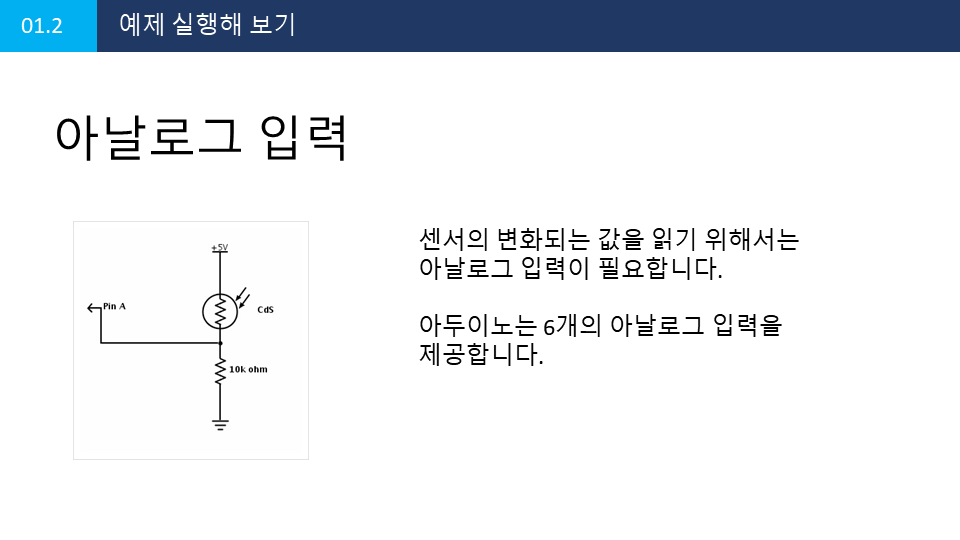 01.2
예제 실행해 보기
아날로그 입력
+5V
Pin A
CdS
10k ohm
센서의 변화되는 값을 읽기 위해서는
아날로그 입력이 필요합니다.
아두이노는 6개의 아날로그 입력을
제공합니다.